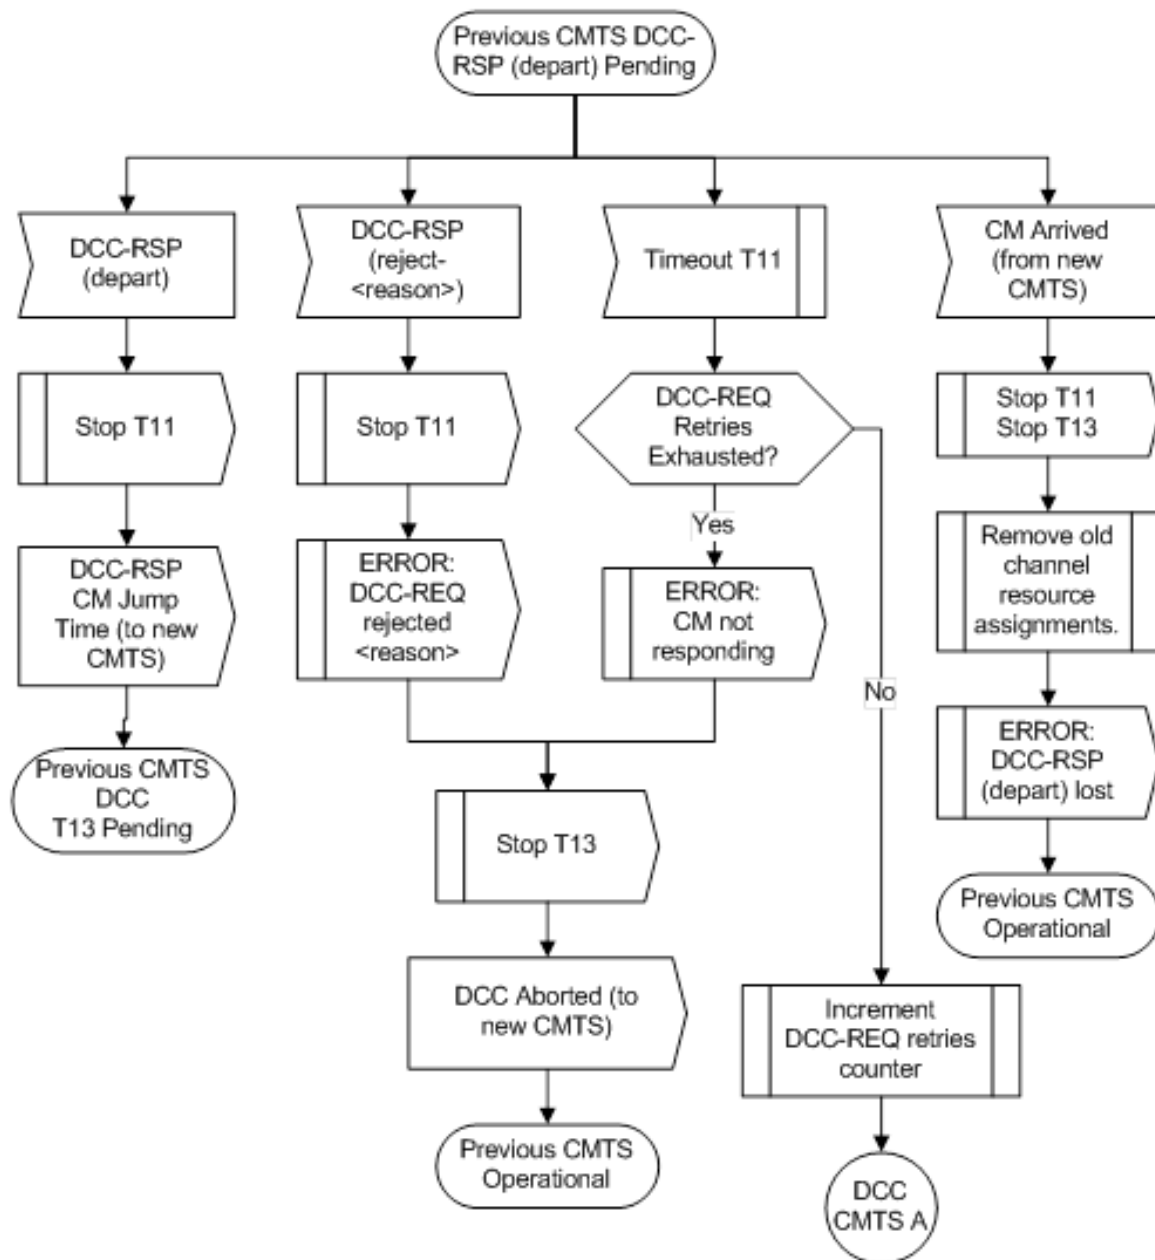 Previous CMTS DCC-
RSP (depart) Pending
DCC-RSP
(depart)
DCC-RSP
(reject-
<reason>)
Timeout T11
CM Arrived
(from new
CMTS)
Stop T11
Stop T11
DCC-REQ
Retries
Exhausted?
Stop T11
Stop T13
Yes
DCC-RSP
CM Jump
Time (to new
CMTS)
ERROR:
DCC-REQ
rejected
<reason>
ERROR:
CM not
responding
Remove old
channel
resource
assignments.
No
Previous CMTS
DCC
T13 Pending
ERROR:
DCC-RSP
(depart) lost
Stop T13
Previous CMTS
Operational
DCC Aborted (to
new CMTS)
Increment
DCC-REQ retries
counter
Previous CMTS
Operational
DCC
CMTS A